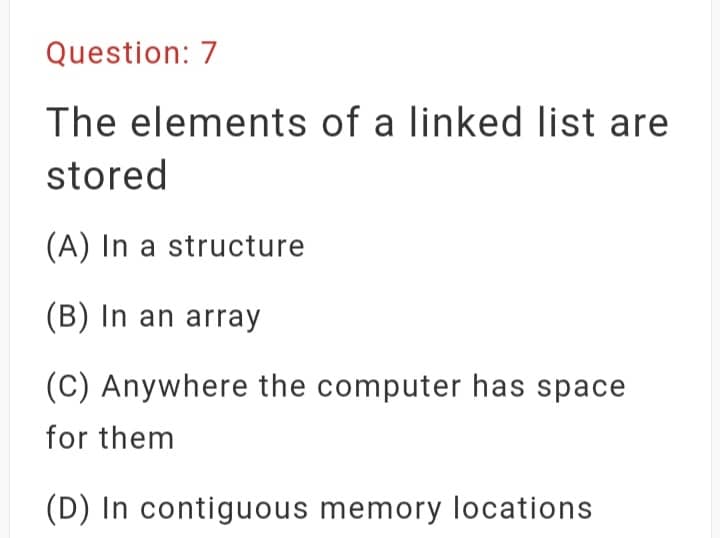 Question: 7
The elements of a linked list are
stored
(A) In a structure
(B) In an array
(C) Anywhere the computer has space
for them
(D) In contiguous memory locations